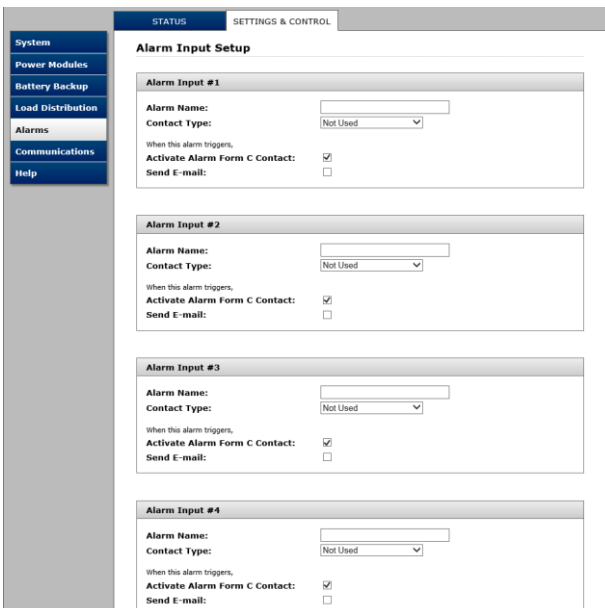 STATUS SETTINGS & CONTROL
System
Power Modules
Battery Backup
Load Distribution
Alarms
Communications
Help
Alarm Input Setup
Alarm Input #1
Alarm Name:
Contact Type: Not Used
When this alarm triggers,
Activate Alarm Form C Contact:
Send E-mail:
Alarm Input #2
Alarm Name:
Contact Type: Not Used
When this alarm triggers,
Activate Alarm Form C Contact:
Send E-mail:
Alarm Input #3
Alarm Name:
Contact Type: Not Used
When this alarm triggers,
Activate Alarm Form C Contact:
Send E-mail:
Alarm Input #4
Alarm Name:
Contact Type: Not Used
When this alarm triggers,
Activate Alarm Form C Contact:
Send E-mail: